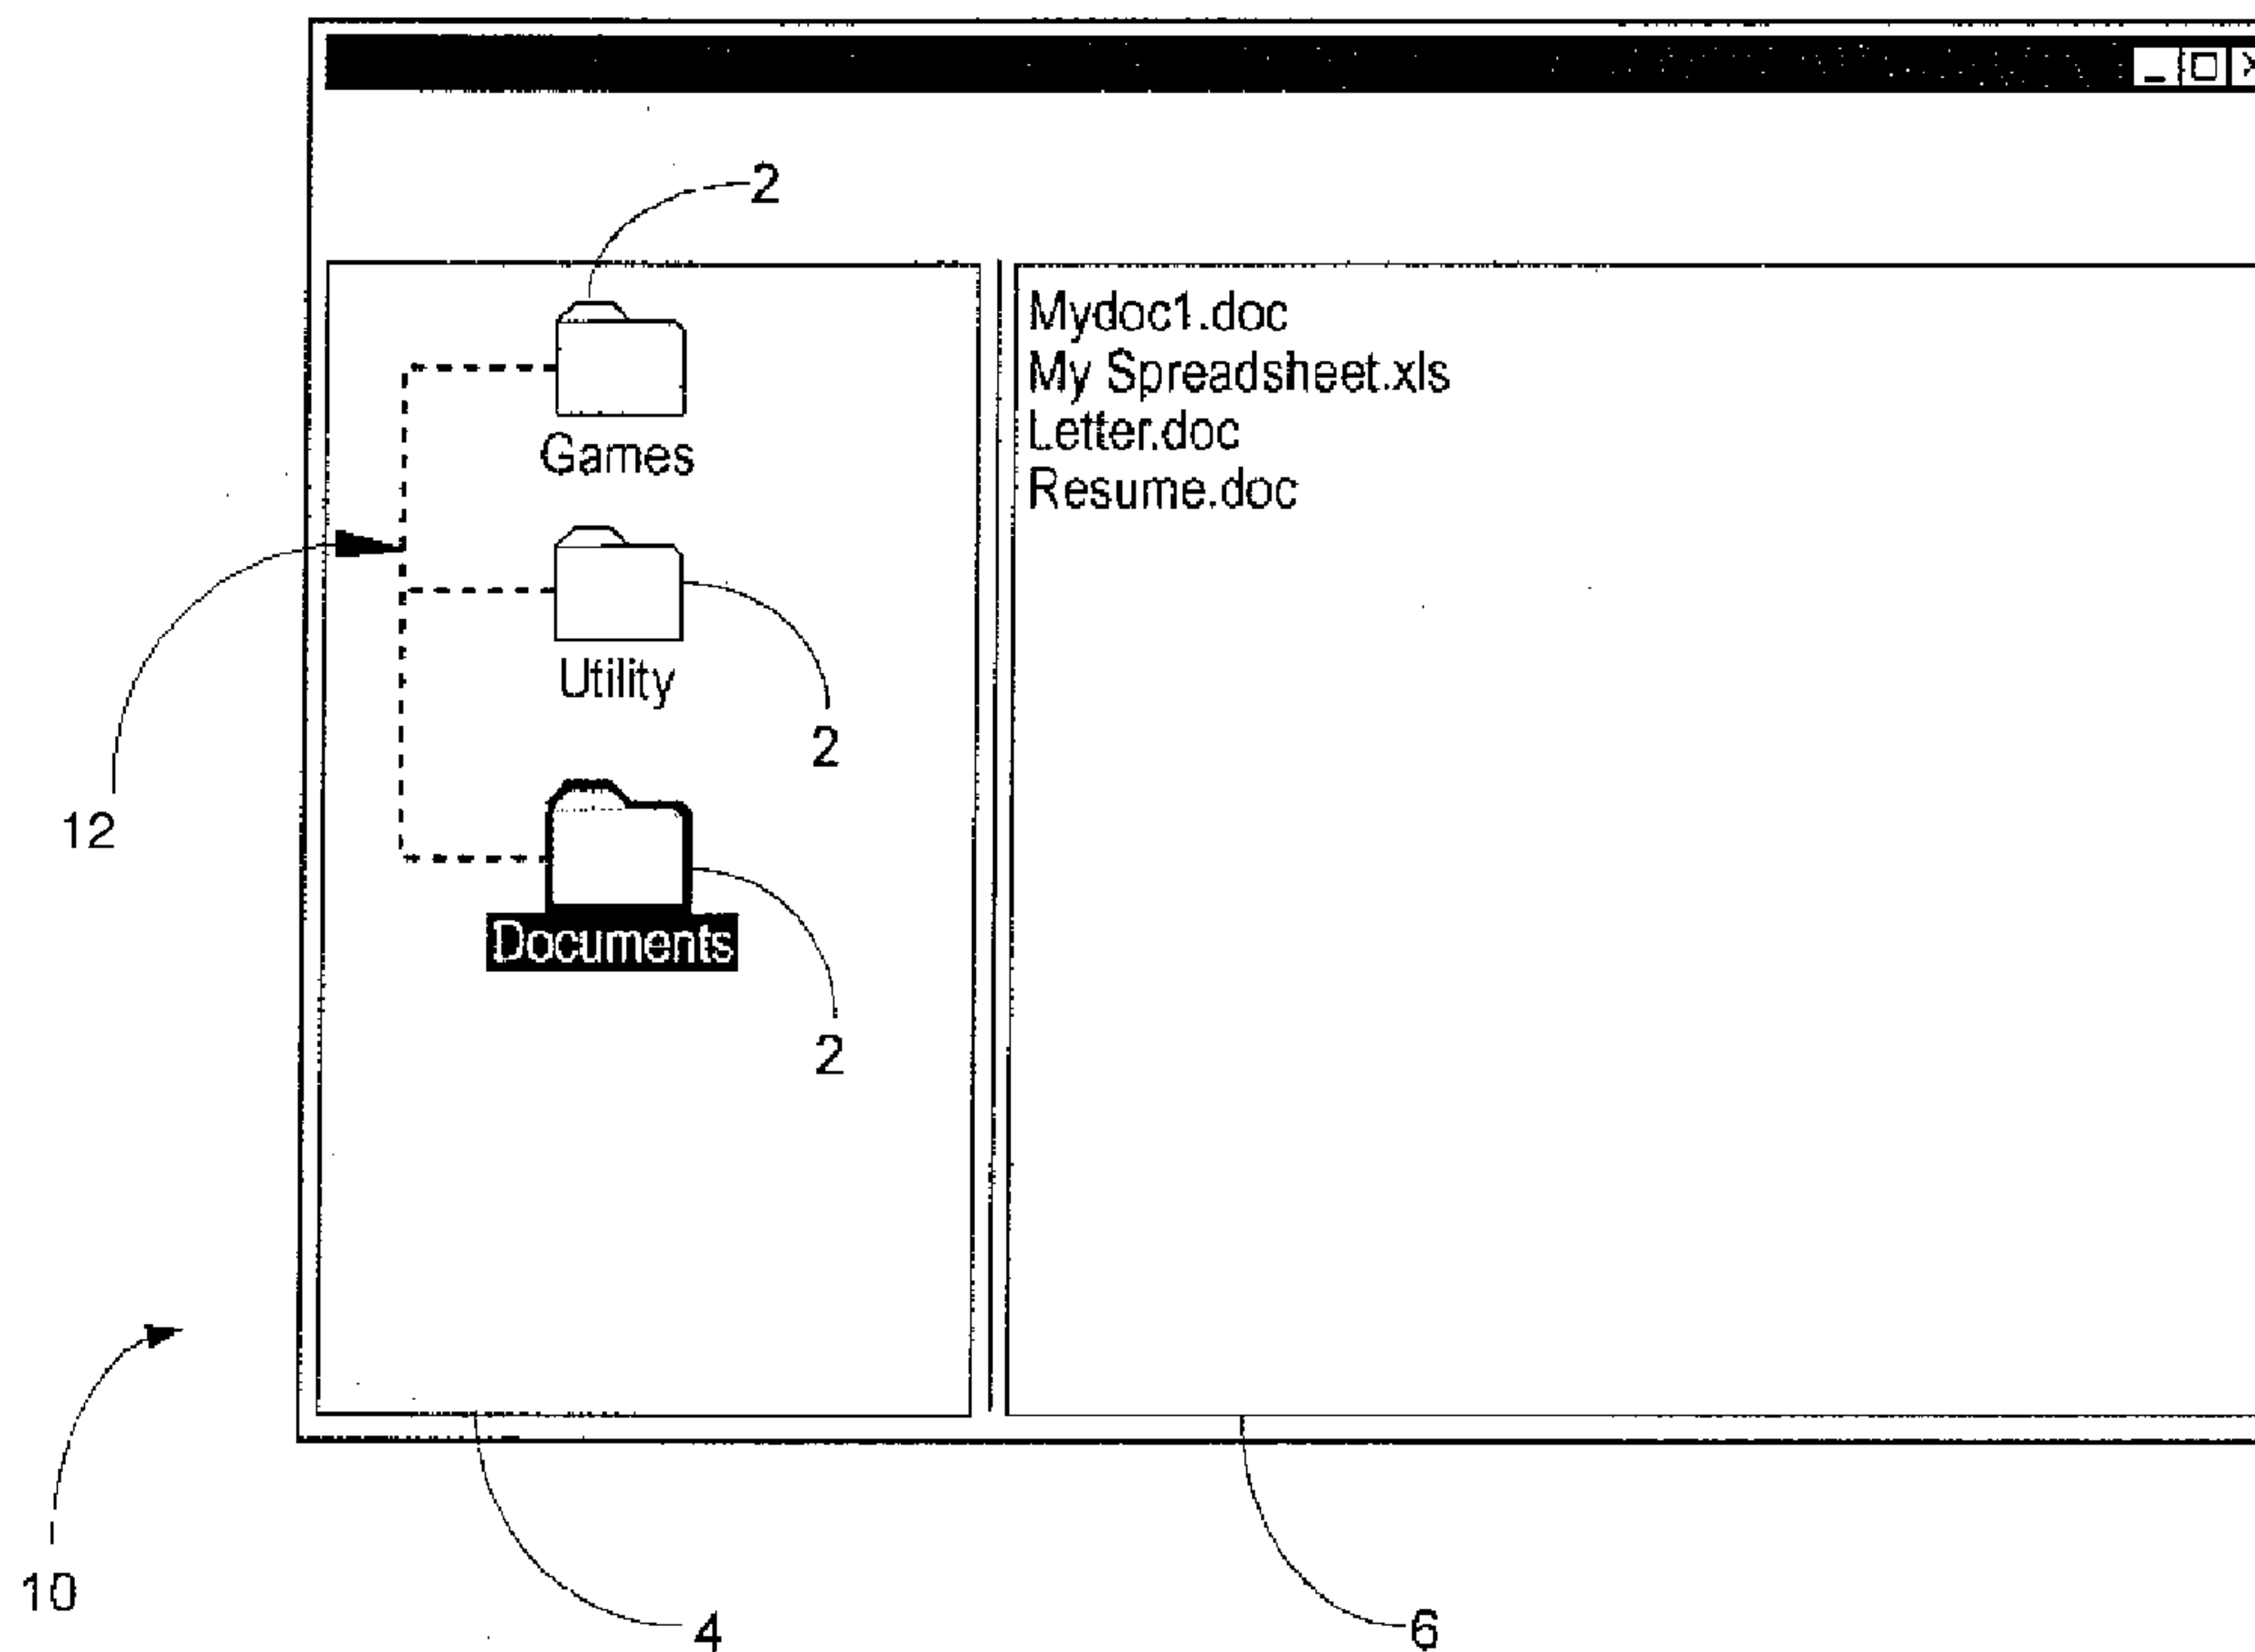 2
Mydoc1.doc
My Spreadsheet.xls
Letter.doc
Resume.doc
Games
Utility
2
12
Documents
2
10
4
6